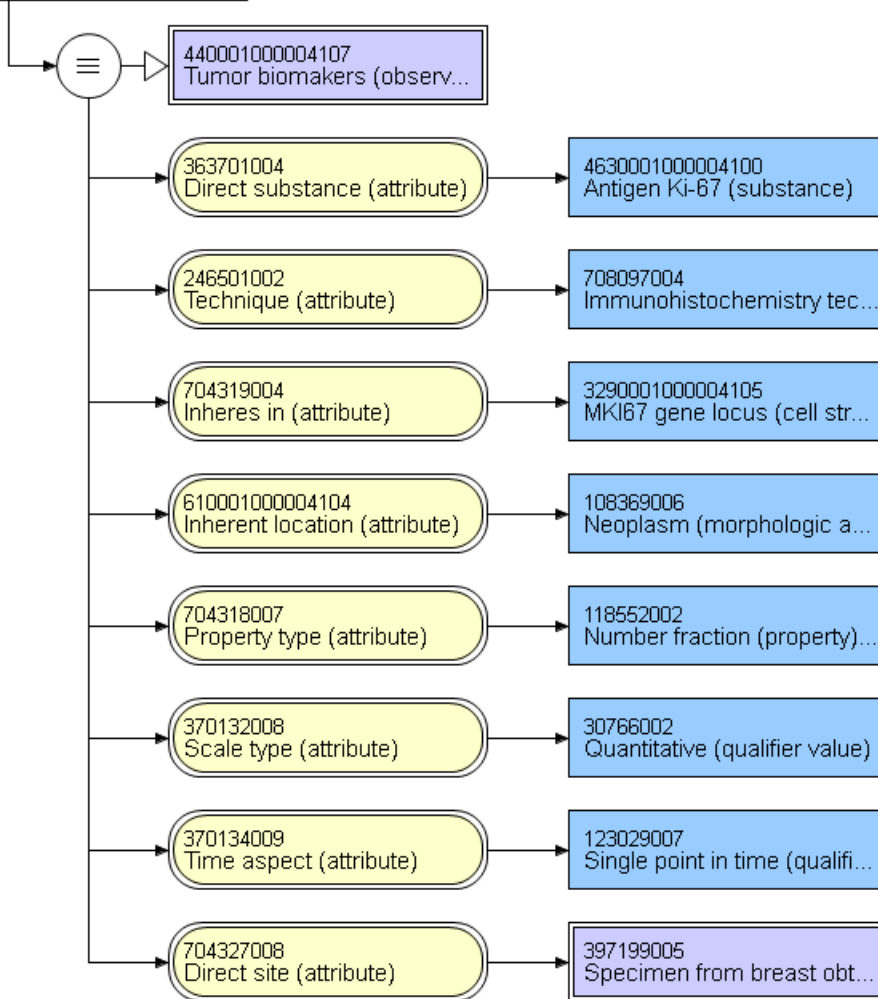 440001000004107
Tumor biomakers (observ...
363701004
Direct substance (attribute)
4630001000004100
Antigen Ki-67 (substance)
246501002
Technique (attribute)
708097004
Immunohistochemistry tec...
704319004
Inheres in (attribute)
3290001000004105
MKI67 gene locus (cell str...
610001000004104
Inherent location (attribute)
108369006
Neoplasm (morphologic a...
704318007
Property type (attribute)
118552002
Number fraction (property)...
370132008
Scale type (attribute)
30766002
Quantitative (qualifier value)
370134009
Time aspect (attribute)
123029007
Single point in time (qualifi...
704327008
Direct site (attribute)
397199005
Specimen from breast obt...